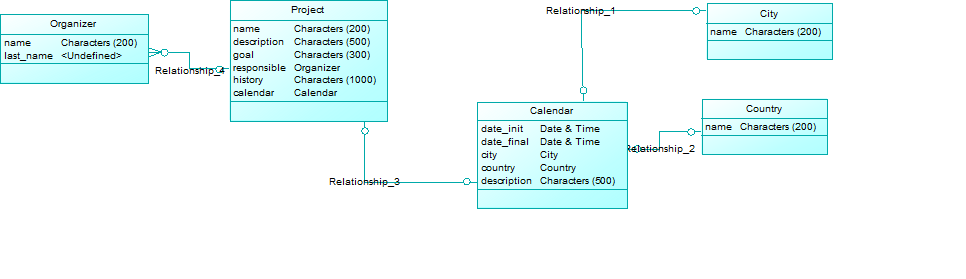 Organizer
name Characters (200)
last_name <Undefined>
Relationship_4
Project
name Characters (200)
description Characters (500)
goal Characters (300)
responsible Organizer
history Characters (1000)
calendar Calendar
Relationship_3
Relationship_1
Calendar
date_init Date & Time
date_final Date & Time
city City
country Country
description Characters (500)
City
name Characters (200)
Relationship_2
Country
name Characters (200)